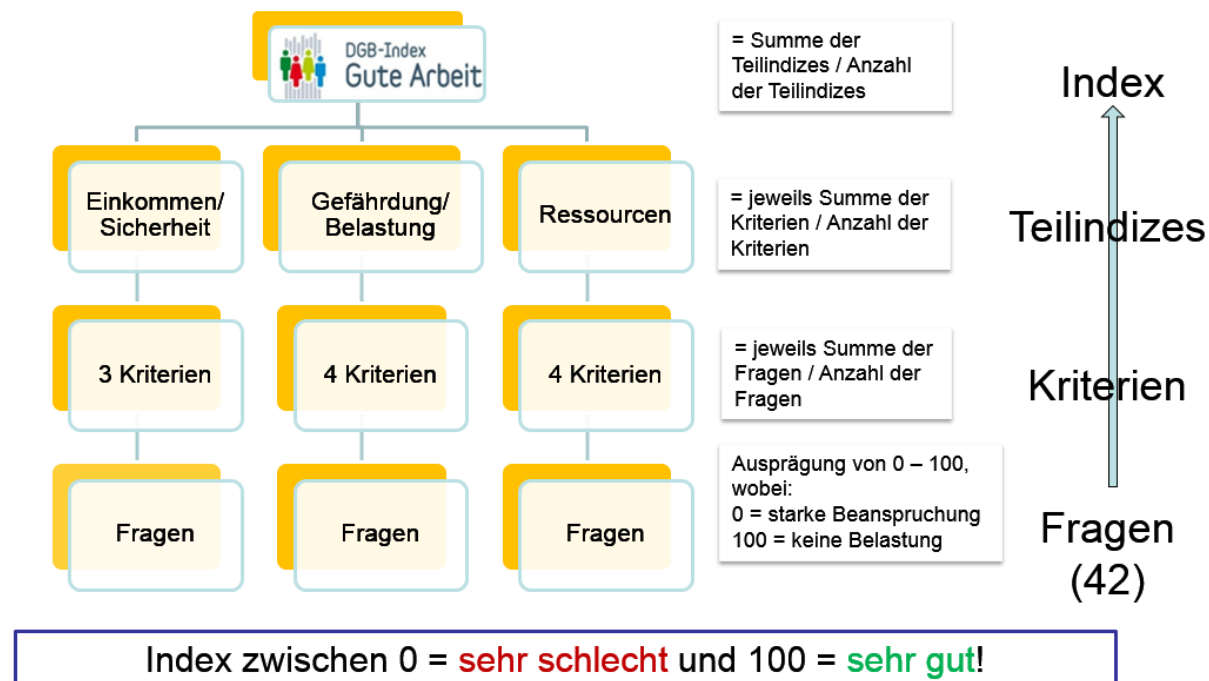 DGB-Index
Gute Arbeit
= Summe der
Teilindizes / Anzahl
der Teilindizes
Index
Einkommen/
Sicherheit
Gefährdung/
Belastung
Ressourcen
= jeweils Summe der
Kriterien / Anzahl der
Kriterien
Teilindizes
3 Kriterien
4 Kriterien
4 Kriterien
= jeweils Summe der
Fragen / Anzahl der
Fragen
Kriterien
Fragen
Fragen
Fragen
Ausprägung von 0 – 100,
wobei:
0 = starke Beanspruchung
100 = keine Belastung
Fragen
(42)
Index zwischen 0 = sehr schlecht und 100 = sehr gut!